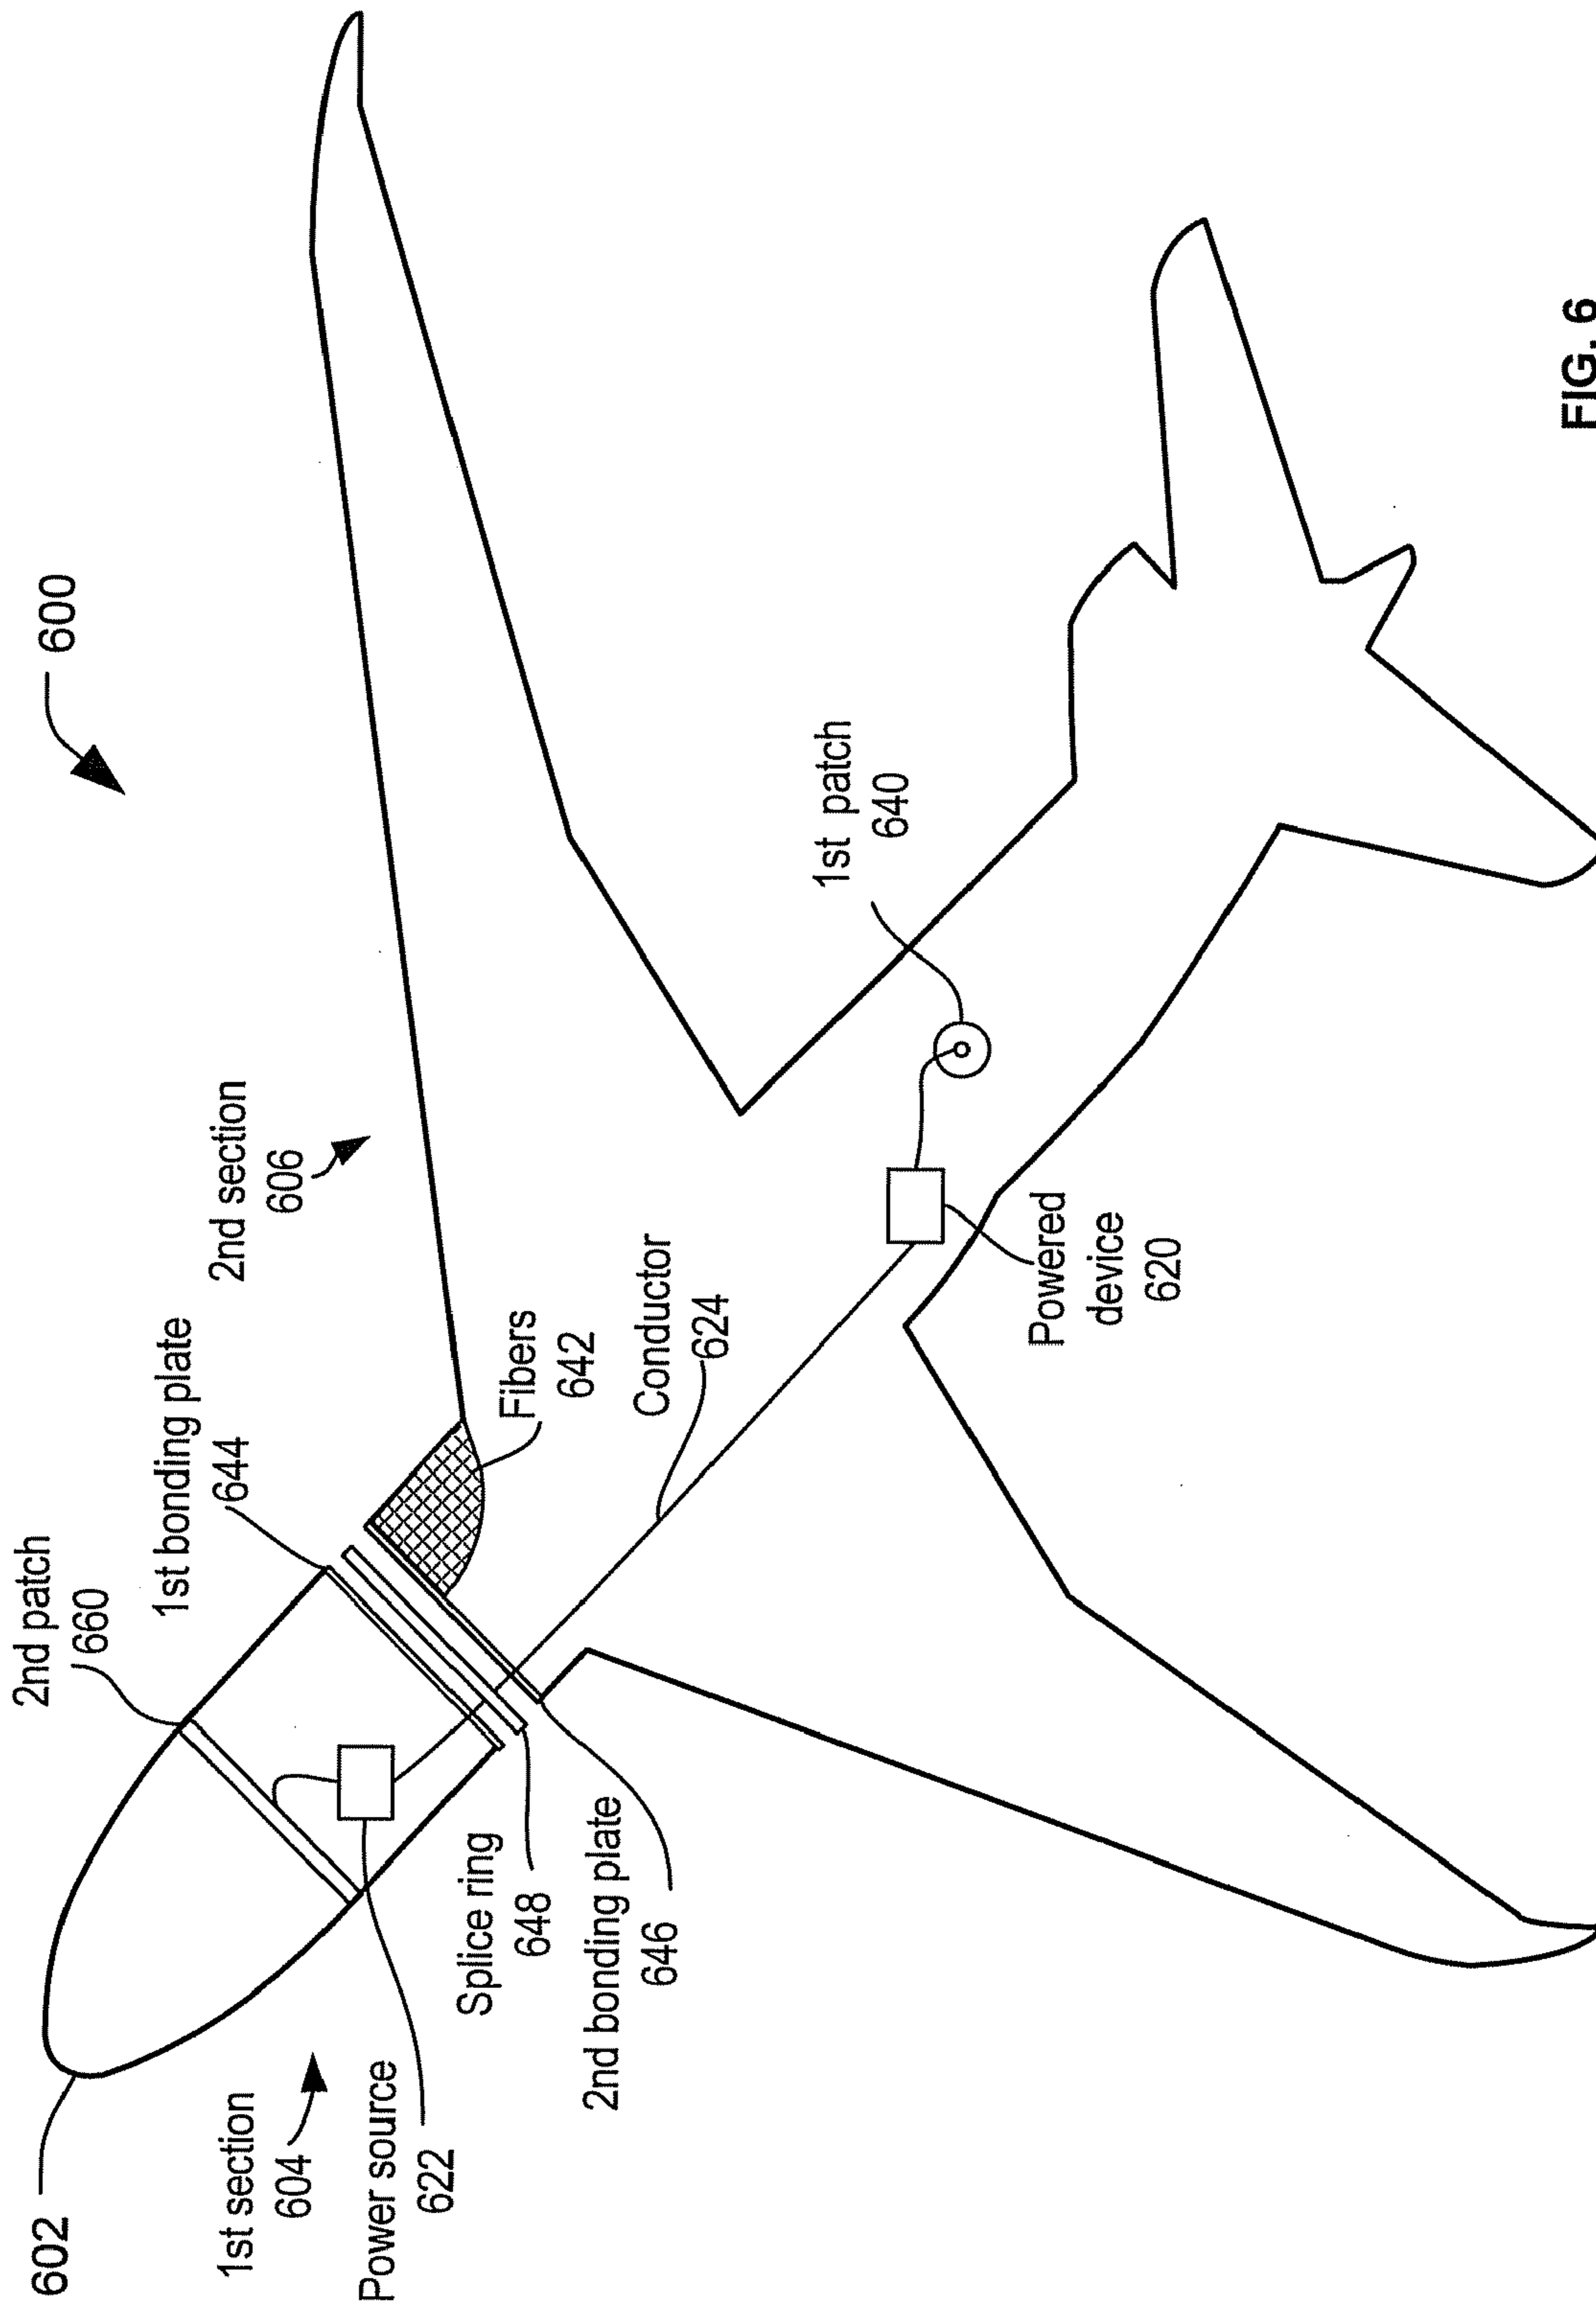 600
2nd section
606
2nd patch
660
1st bonding plate
644
Fibers
642
Conductor
624
1st patch
640
602
1st section
604
Power source
622
Splice ring
648
2nd bonding plate
646
Powered
device
620
FIG. 6